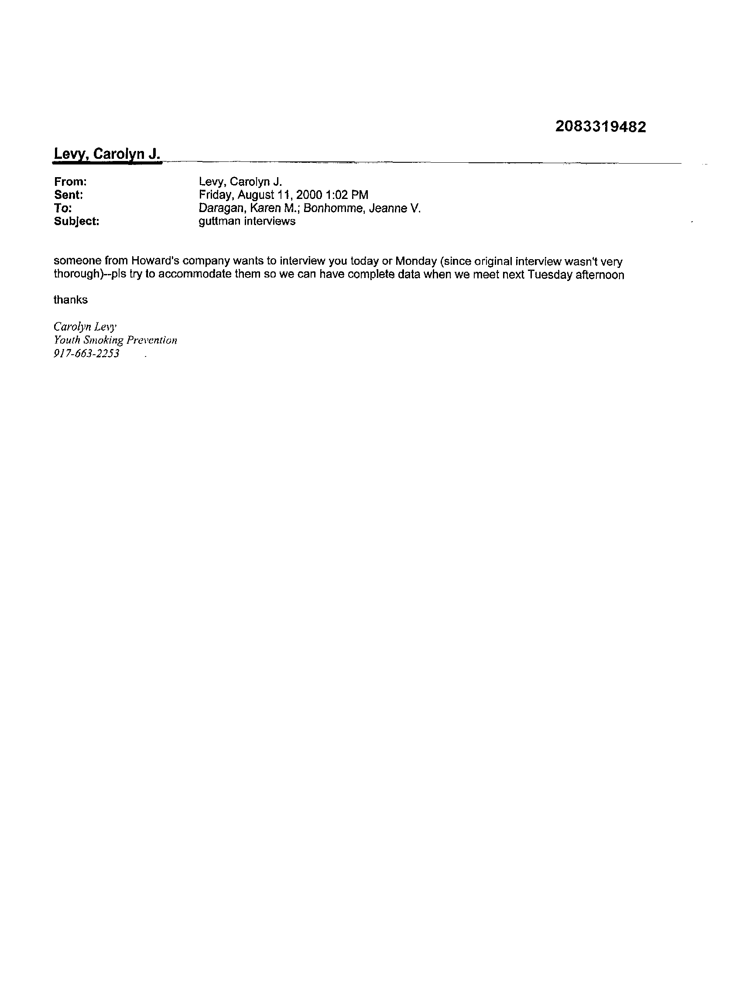 2083319482
Levy, Carolyn J.
From: Levy, Carolyn J.
Sent: Friday, August 11, 2000 1:02 PM
To: Daragan, Karen M.; Bonhomme, Jeanne V.
Subject: guttman interviews
someone from Howard's company wants to interview you today or Monday (since original interview wasn't very
thorough)--pls try to accommodate them so we can have complete data when we meet next Tuesday afternoon
thanks
Carolyn Levy
Youth Smoking Prevention
917-663-2253